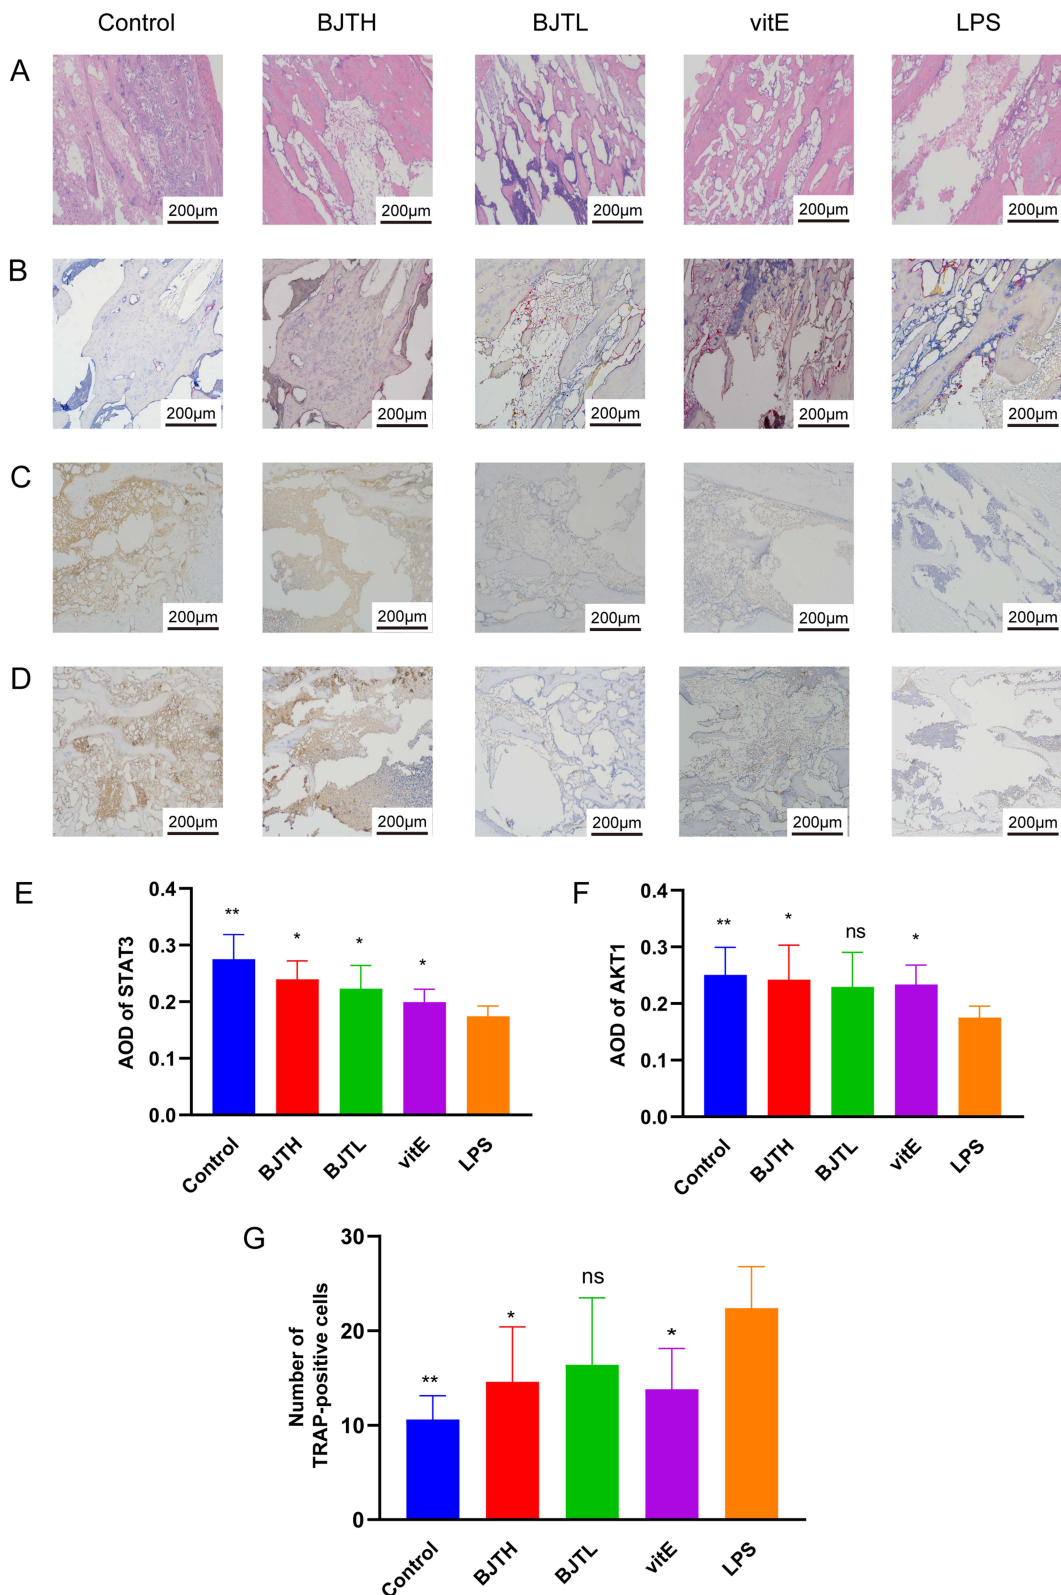 Control BJTH BJTL vitE LPS
A
200µm 200µm 200µm 200µm 200µm
B
200µm 200µm 200µm 200µm 200µm
C
200µm 200µm 200µm 200µm 200µm
D
200µm 200µm 200µm 200µm 200µm
E
AOD of STAT3
0.4
0.3
0.2
0.1
0.0
** * * *
Control BJTH BJTL vitE LPS
F
AOD of AKT1
0.4
0.3
0.2
0.1
0.0
** * ns *
Control BJTH BJTL vitE LPS
G
Number of
TRAP-positive cells
30
20
10
0
** * ns *
Control BJTH BJTL vitE LPS